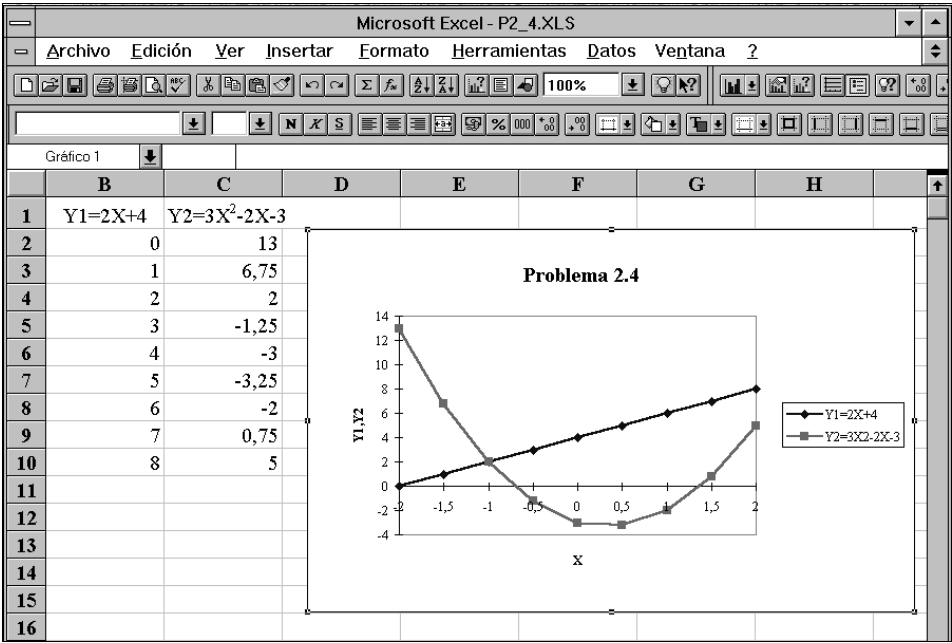 Microsoft Excel - P2_4.XLS
Archivo Edición Ver Insertar Formato Herramientas Datos Ventana ?
100%
N K S % 000
Gráfico 1
B C D E F G H
1 Y1=2X+4 Y2=3X²-2X-3
2 0 13
3 1 6,75
4 2 2
5 3 -1,25
6 4 -3
7 5 -3,25
8 6 -2
9 7 0,75
10 8 5
11
12
13
14
15
16
Problema 2.4
14
12
10
8
6
4
2
0
-2
-4
Y1,Y2
-2 -1,5 -1 -0,5 0 0,5 1 1,5 2
X
Y1=2X+4
Y2=3X2-2X-3